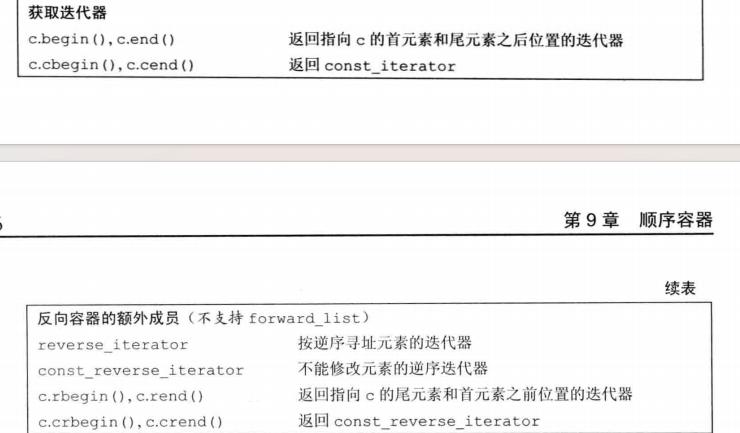 获取迭代器
c.begin(),c.end() 返回指向 c 的首元素和尾元素之后位置的迭代器
c.cbegin(),c.cend() 返回 const_iterator
第 9 章 顺序容器
续表
反向容器的额外成员（不支持 forward_list）
reverse_iterator 按逆序寻址元素的迭代器
const_reverse_iterator 不能修改元素的逆序迭代器
c.rbegin(),c.rend() 返回指向 c 的尾元素和首元素之前位置的迭代器
c.crbegin(),c.crend() 返回 const_reverse_iterator